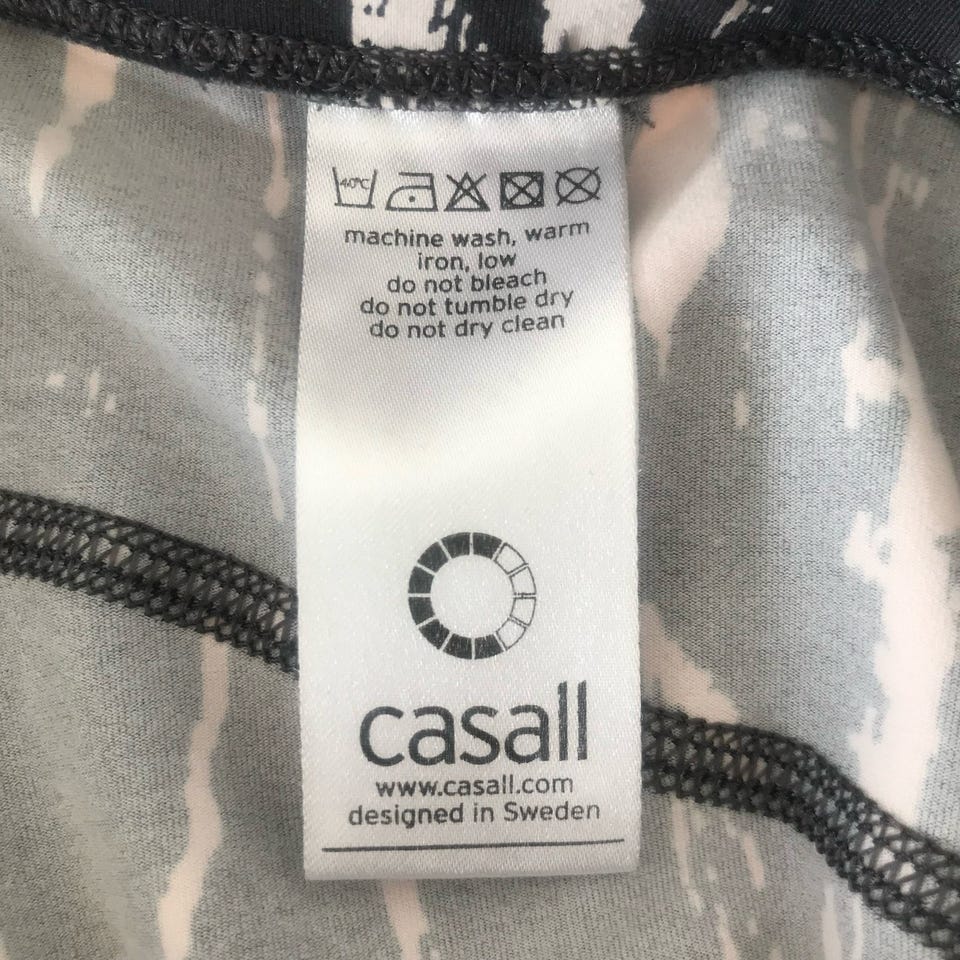 40°C
machine wash, warm
iron, low
do not bleach
do not tumble dry
do not dry clean
casall
www.casall.com
designed in Sweden